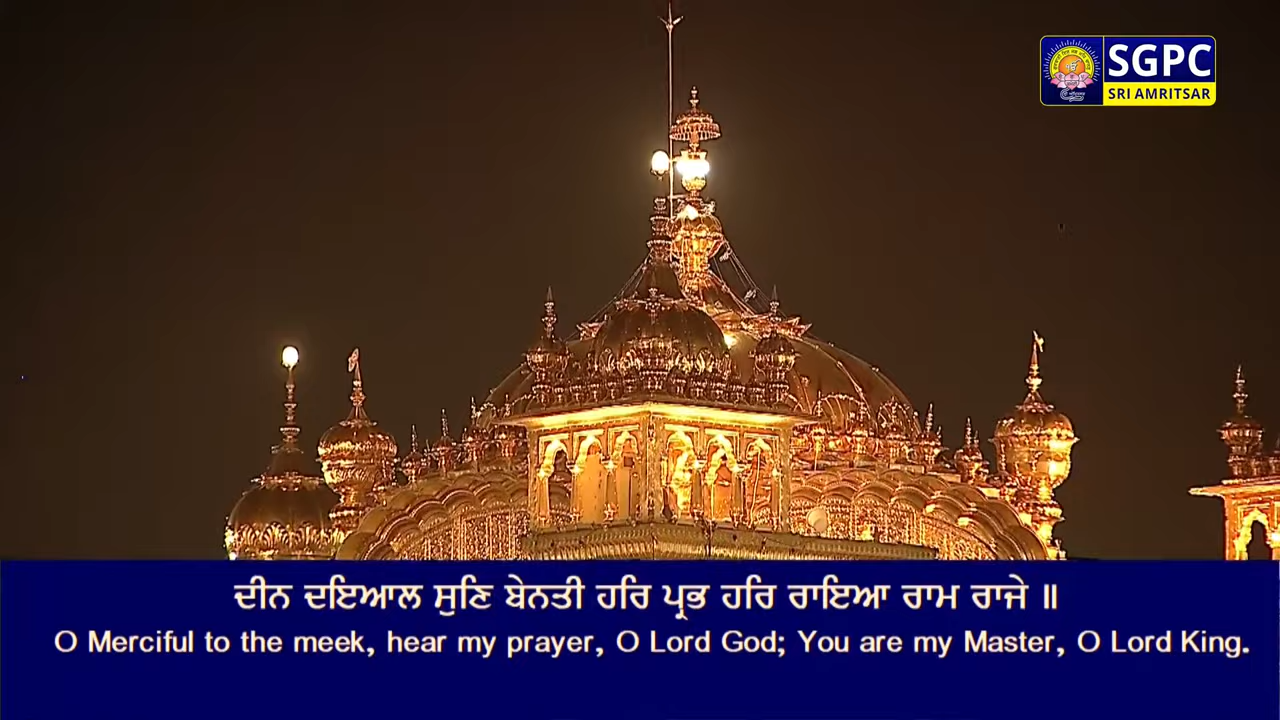 SGPC
SRI AMRITSAR
ਦੀਨ ਦਇਆਲ ਸੁਣਿ ਬੇਨਤੀ ਹਰਿ ਪ੍ਰਭ ਹਰਿ ਰਾਇਆ ਰਾਮ ਰਾਜੇ ॥
O Merciful to the meek, hear my prayer, O Lord God; You are my Master, O Lord King.